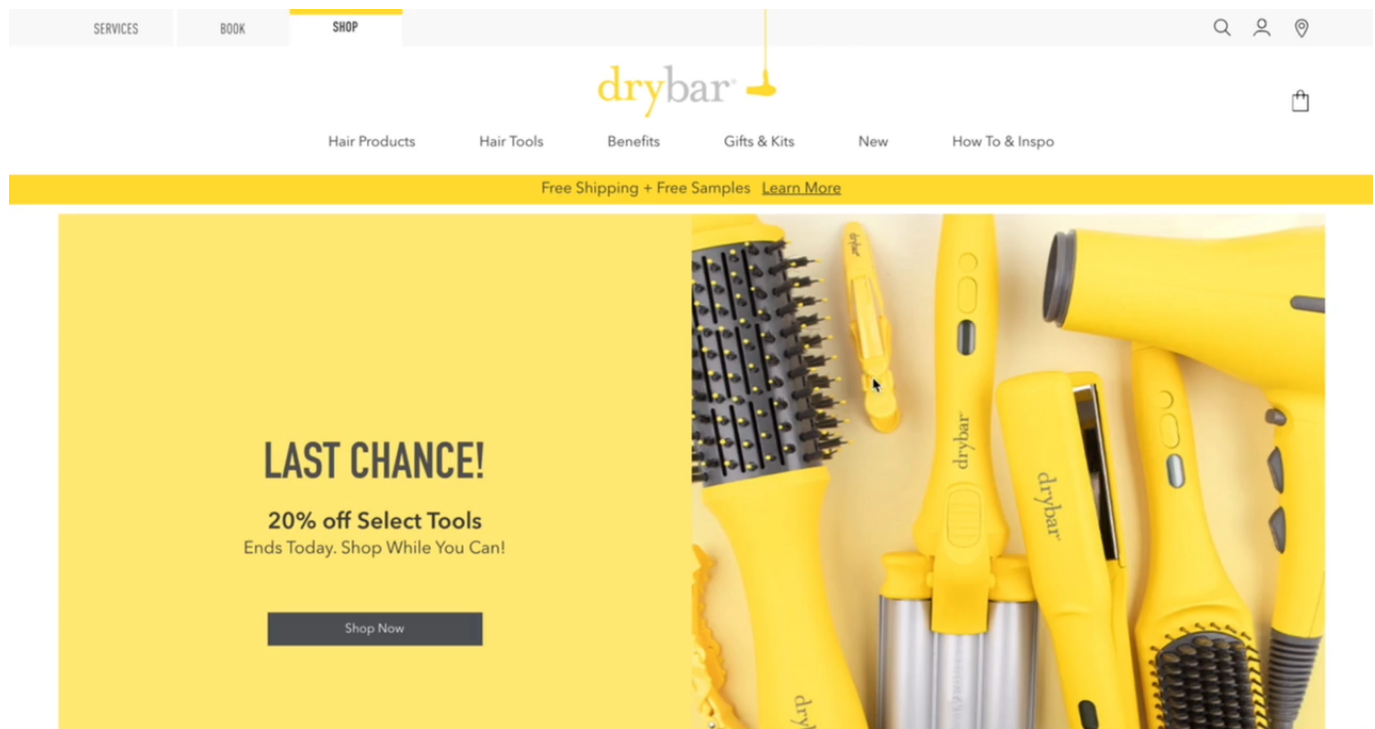 SERVICES BOOK SHOP
drybar®
Hair Products Hair Tools Benefits Gifts & Kits New How To & Inspo
Free Shipping + Free Samples Learn More
LAST CHANCE!
20% off Select Tools
Ends Today. Shop While You Can!
Shop Now
drybar
drybar
drybar
dry